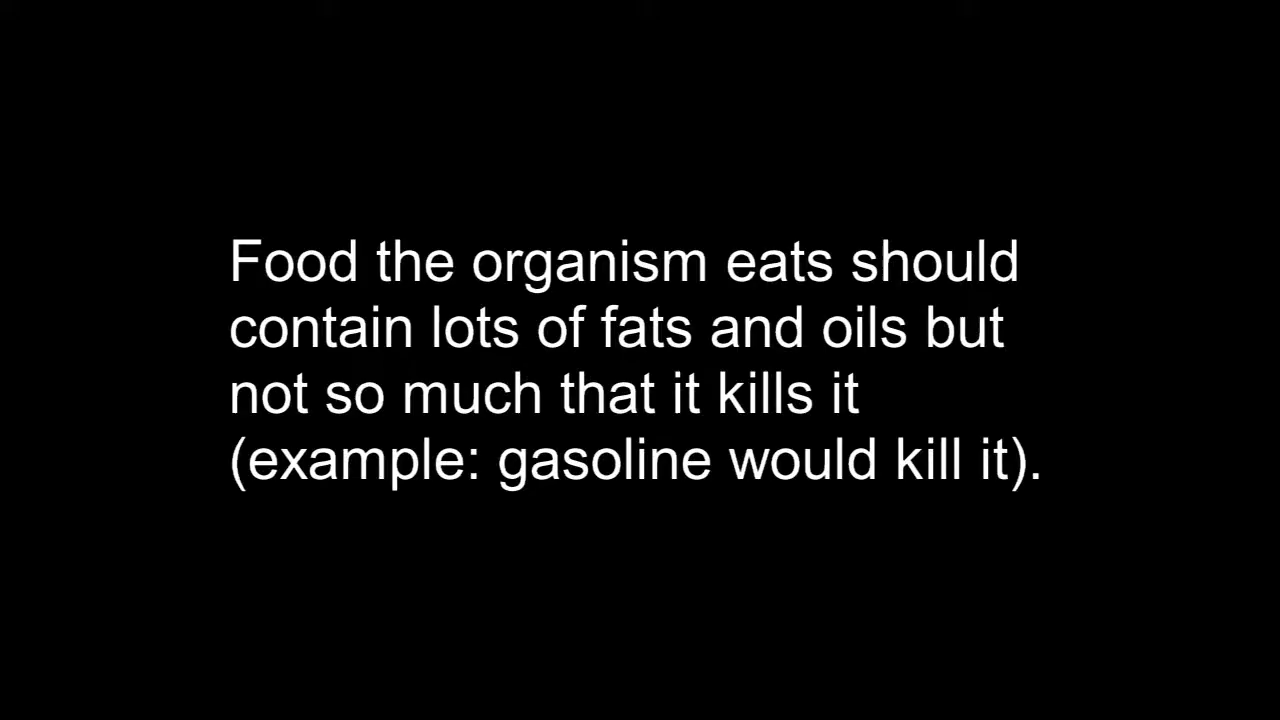 Food the organism eats should
contain lots of fats and oils but
not so much that it kills it
(example: gasoline would kill it).